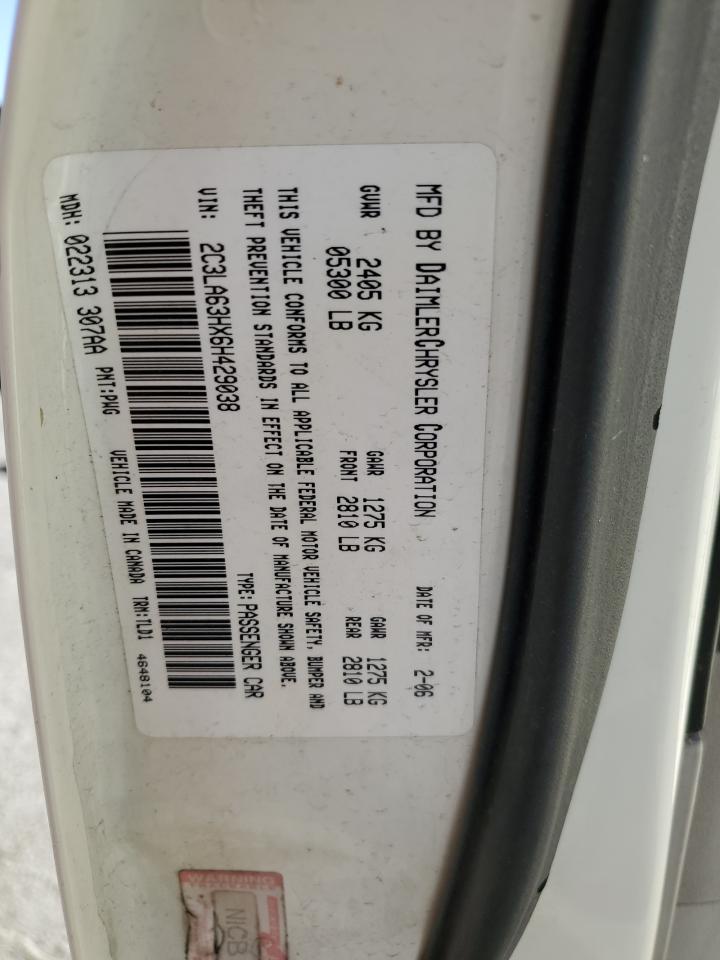 MFD BY DAIMLERCHRYSLER CORPORATION DATE OF MFR: 2-06
GVWR 2405 KG GAWR 1275 KG GAWR 1275 KG
05300 LB FRONT 2810 LB REAR 2810 LB
THIS VEHICLE CONFORMS TO ALL APPLICABLE FEDERAL MOTOR VEHICLE SAFETY, BUMPER AND
THEFT PREVENTION STANDARDS IN EFFECT ON THE DATE OF MANUFACTURE SHOWN ABOVE.
VIN: 2C3LA63HX6H429038 TYPE: PASSENGER CAR
MDH: 022313 307AA PNT:PWG VEHICLE MADE IN CANADA TRM:TLD1 4648104
WARNING
NICB